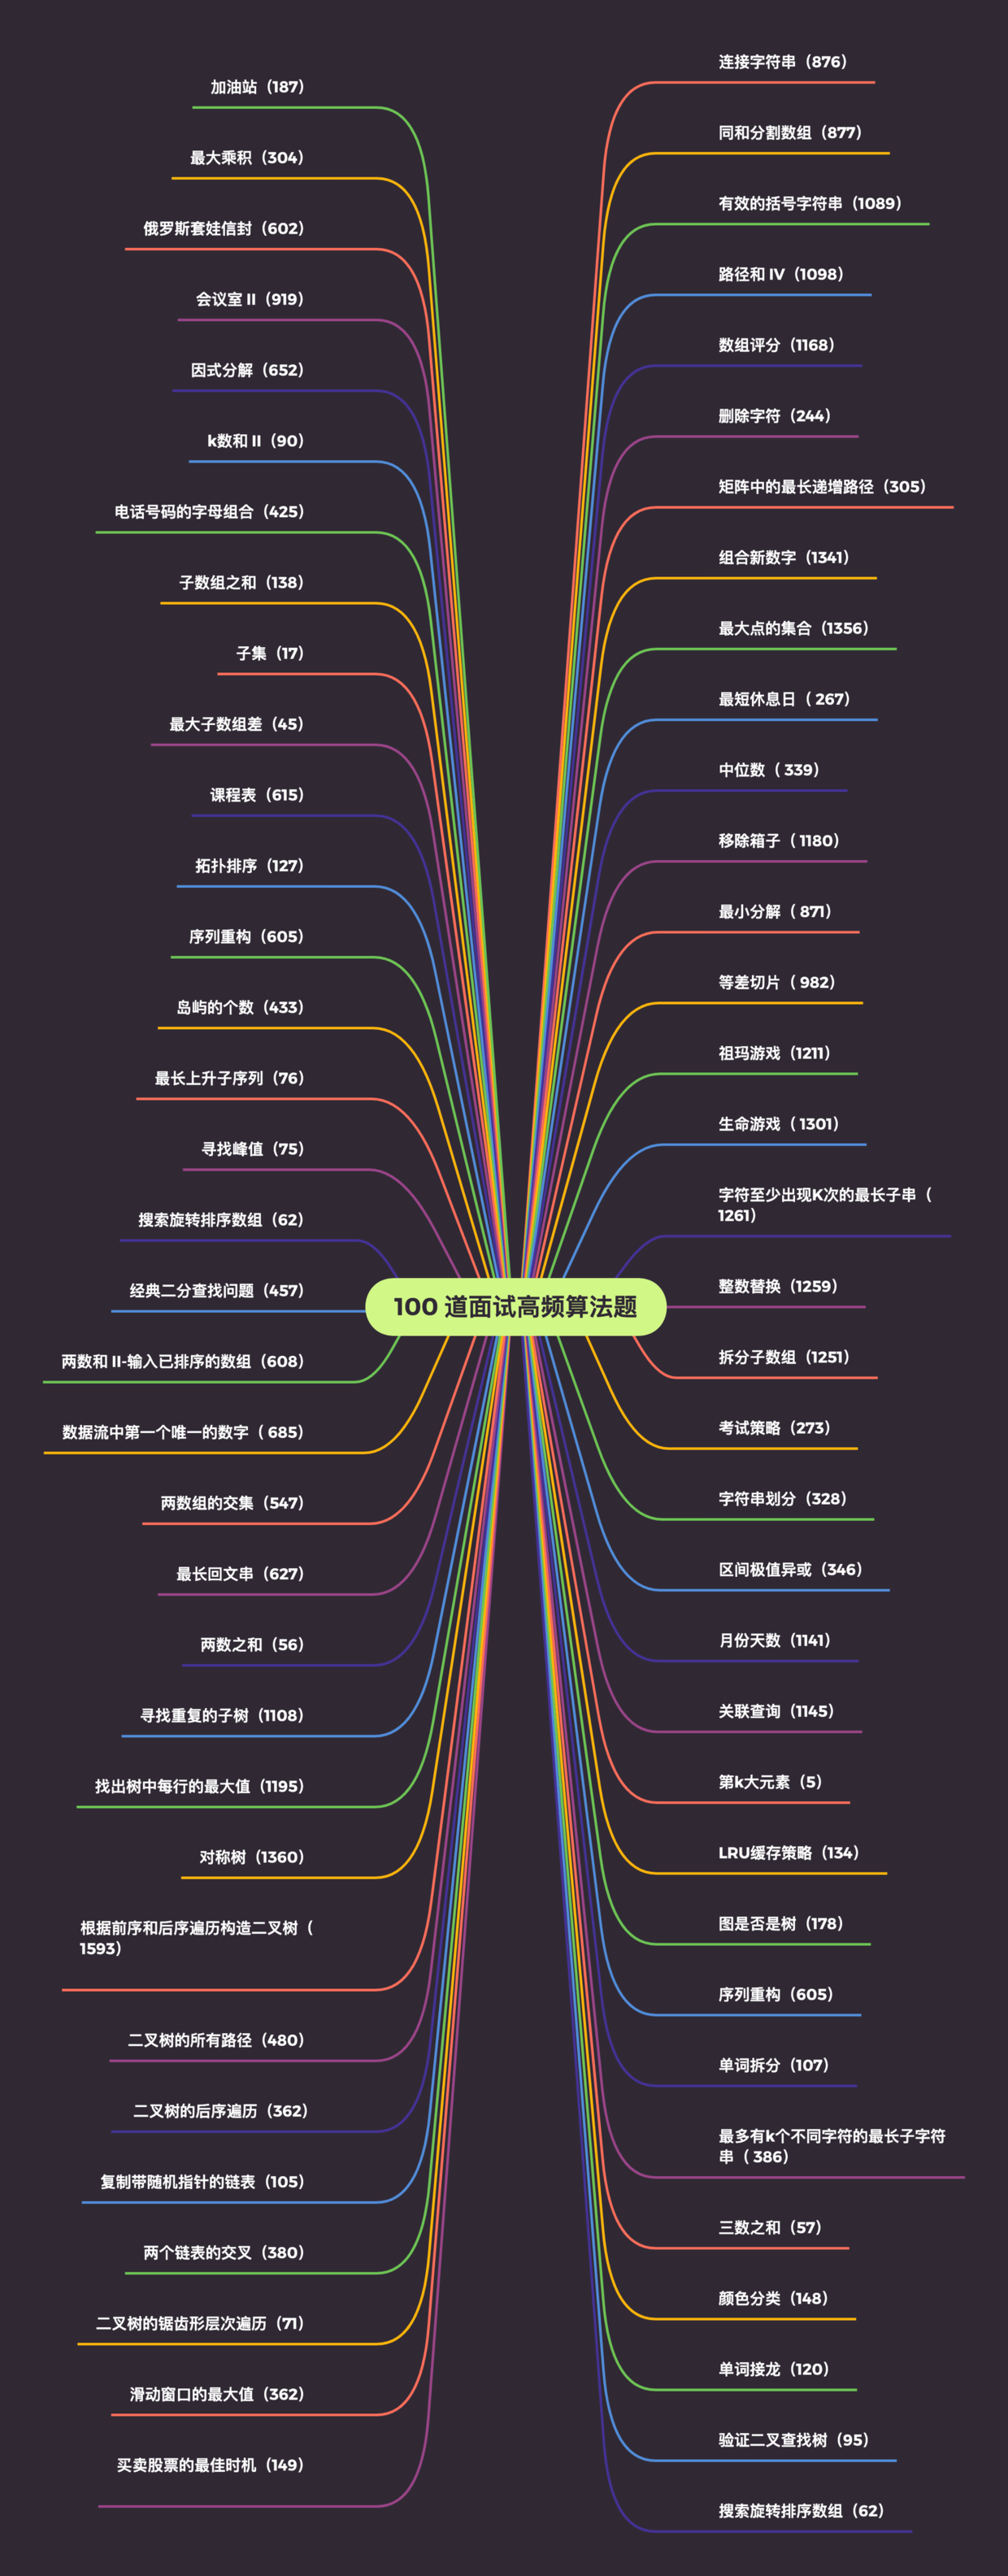 100 道面试高频算法题
加油站（187）
最大乘积（304）
俄罗斯套娃信封（602）
会议室 II（919）
因式分解（652）
k数和 II（90）
电话号码的字母组合（425）
子数组之和（138）
子集（17）
最大子数组差（45）
课程表（615）
拓扑排序（127）
序列重构（605）
岛屿的个数（433）
最长上升子序列（76）
寻找峰值（75）
搜索旋转排序数组（62）
经典二分查找问题（457）
两数和 II-输入已排序的数组（608）
数据流中第一个唯一的数字（ 685）
两数组的交集（547）
最长回文串（627）
两数之和（56）
寻找重复的子树（1108）
找出树中每行的最大值（1195）
对称树（1360）
根据前序和后序遍历构造二叉树（
1593）
二叉树的所有路径（480）
二叉树的后序遍历（362）
复制带随机指针的链表（105）
两个链表的交叉（380）
二叉树的锯齿形层次遍历（71）
滑动窗口的最大值（362）
买卖股票的最佳时机（149）
连接字符串（876）
同和分割数组（877）
有效的括号字符串（1089）
路径和 IV（1098）
数组评分（1168）
删除字符（244）
矩阵中的最长递增路径（305）
组合新数字（1341）
最大点的集合（1356）
最短休息日（ 267）
中位数（ 339）
移除箱子（ 1180）
最小分解（ 871）
等差切片（ 982）
祖玛游戏（1211）
生命游戏（ 1301）
字符至少出现K次的最长子串（
1261）
整数替换（1259）
拆分子数组（1251）
考试策略（273）
字符串划分（328）
区间极值异或（346）
月份天数（1141）
关联查询（1145）
第k大元素（5）
LRU缓存策略（134）
图是否是树（178）
序列重构（605）
单词拆分（107）
最多有k个不同字符的最长子字符
串（ 386）
三数之和（57）
颜色分类（148）
单词接龙（120）
验证二叉查找树（95）
搜索旋转排序数组（62）